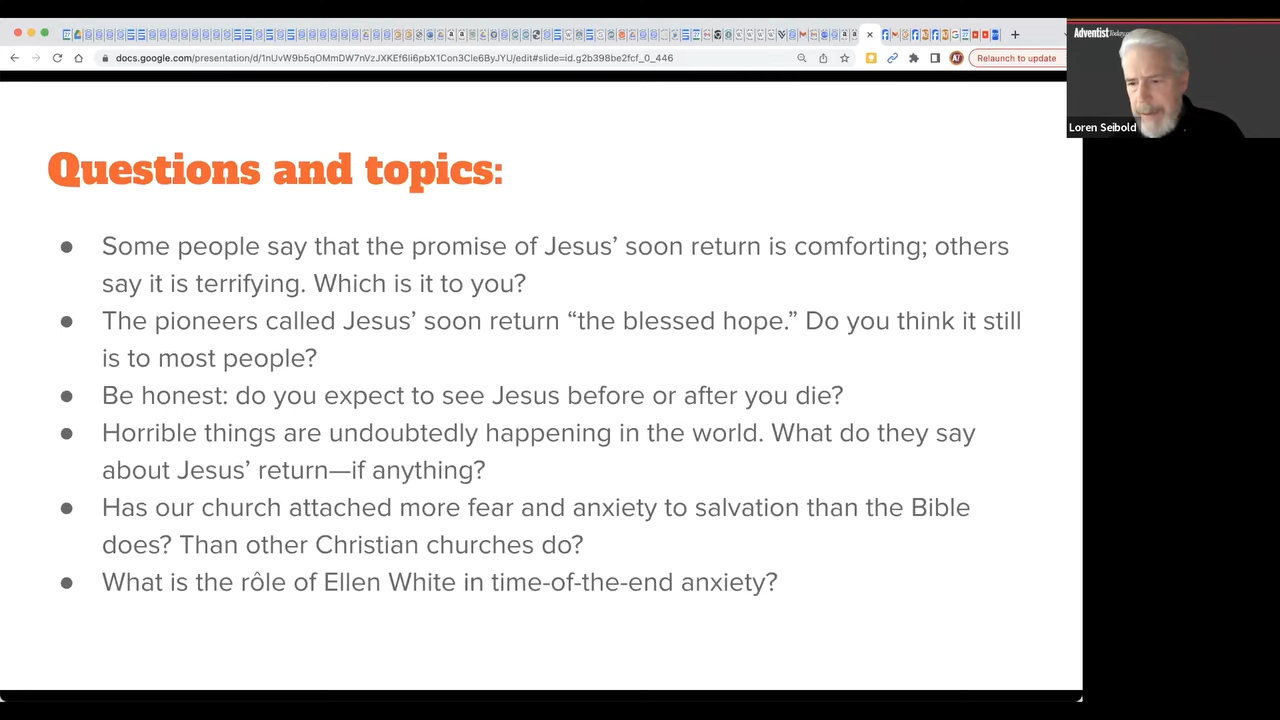 docs.google.com/presentation/d/1nUvW9b5qOMmDW7nVzJXKEf6Ii6pbX1Con3Cle6ByJYU/edit#slide=id.g2b398be2fcf_0_446
Relaunch to update
AdventistToday
Loren Seibold
Questions and topics:
● Some people say that the promise of Jesus’ soon return is comforting; others
say it is terrifying. Which is it to you?
● The pioneers called Jesus’ soon return “the blessed hope.” Do you think it still
is to most people?
● Be honest: do you expect to see Jesus before or after you die?
● Horrible things are undoubtedly happening in the world. What do they say
about Jesus’ return—if anything?
● Has our church attached more fear and anxiety to salvation than the Bible
does? Than other Christian churches do?
● What is the rôle of Ellen White in time-of-the-end anxiety?